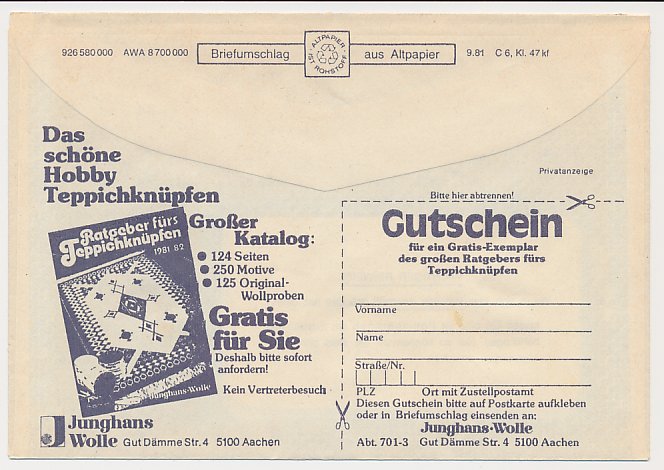 926 580 000 AWA 8 700 000 Briefumschlag ALTPAPIER IST ROHSTOFF aus Altpapier 9.81 C 6, Kl. 47 kf
Privatanzeige
Das
schöne
Hobby
Teppichknüpfen
Ratgeber fürs
Teppichknüpfen
1981/82
Junghans-Wolle
Großer
Katalog:
• 124 Seiten
• 250 Motive
• 125 Original-
Wollproben
Gratis
für Sie
Deshalb bitte sofort
anfordern!
Kein Vertreterbesuch
Junghans
Wolle Gut Dämme Str. 4 5100 Aachen
Bitte hier abtrennen!
Gutschein
für ein Gratis-Exemplar
des großen Ratgebers fürs
Teppichknüpfen
Vorname
Name
Straße/Nr.
PLZ Ort mit Zustellpostamt
Diesen Gutschein bitte auf Postkarte aufkleben
oder in Briefumschlag einsenden an:
Junghans-Wolle
Abt. 701-3 Gut Dämme Str. 4 5100 Aachen